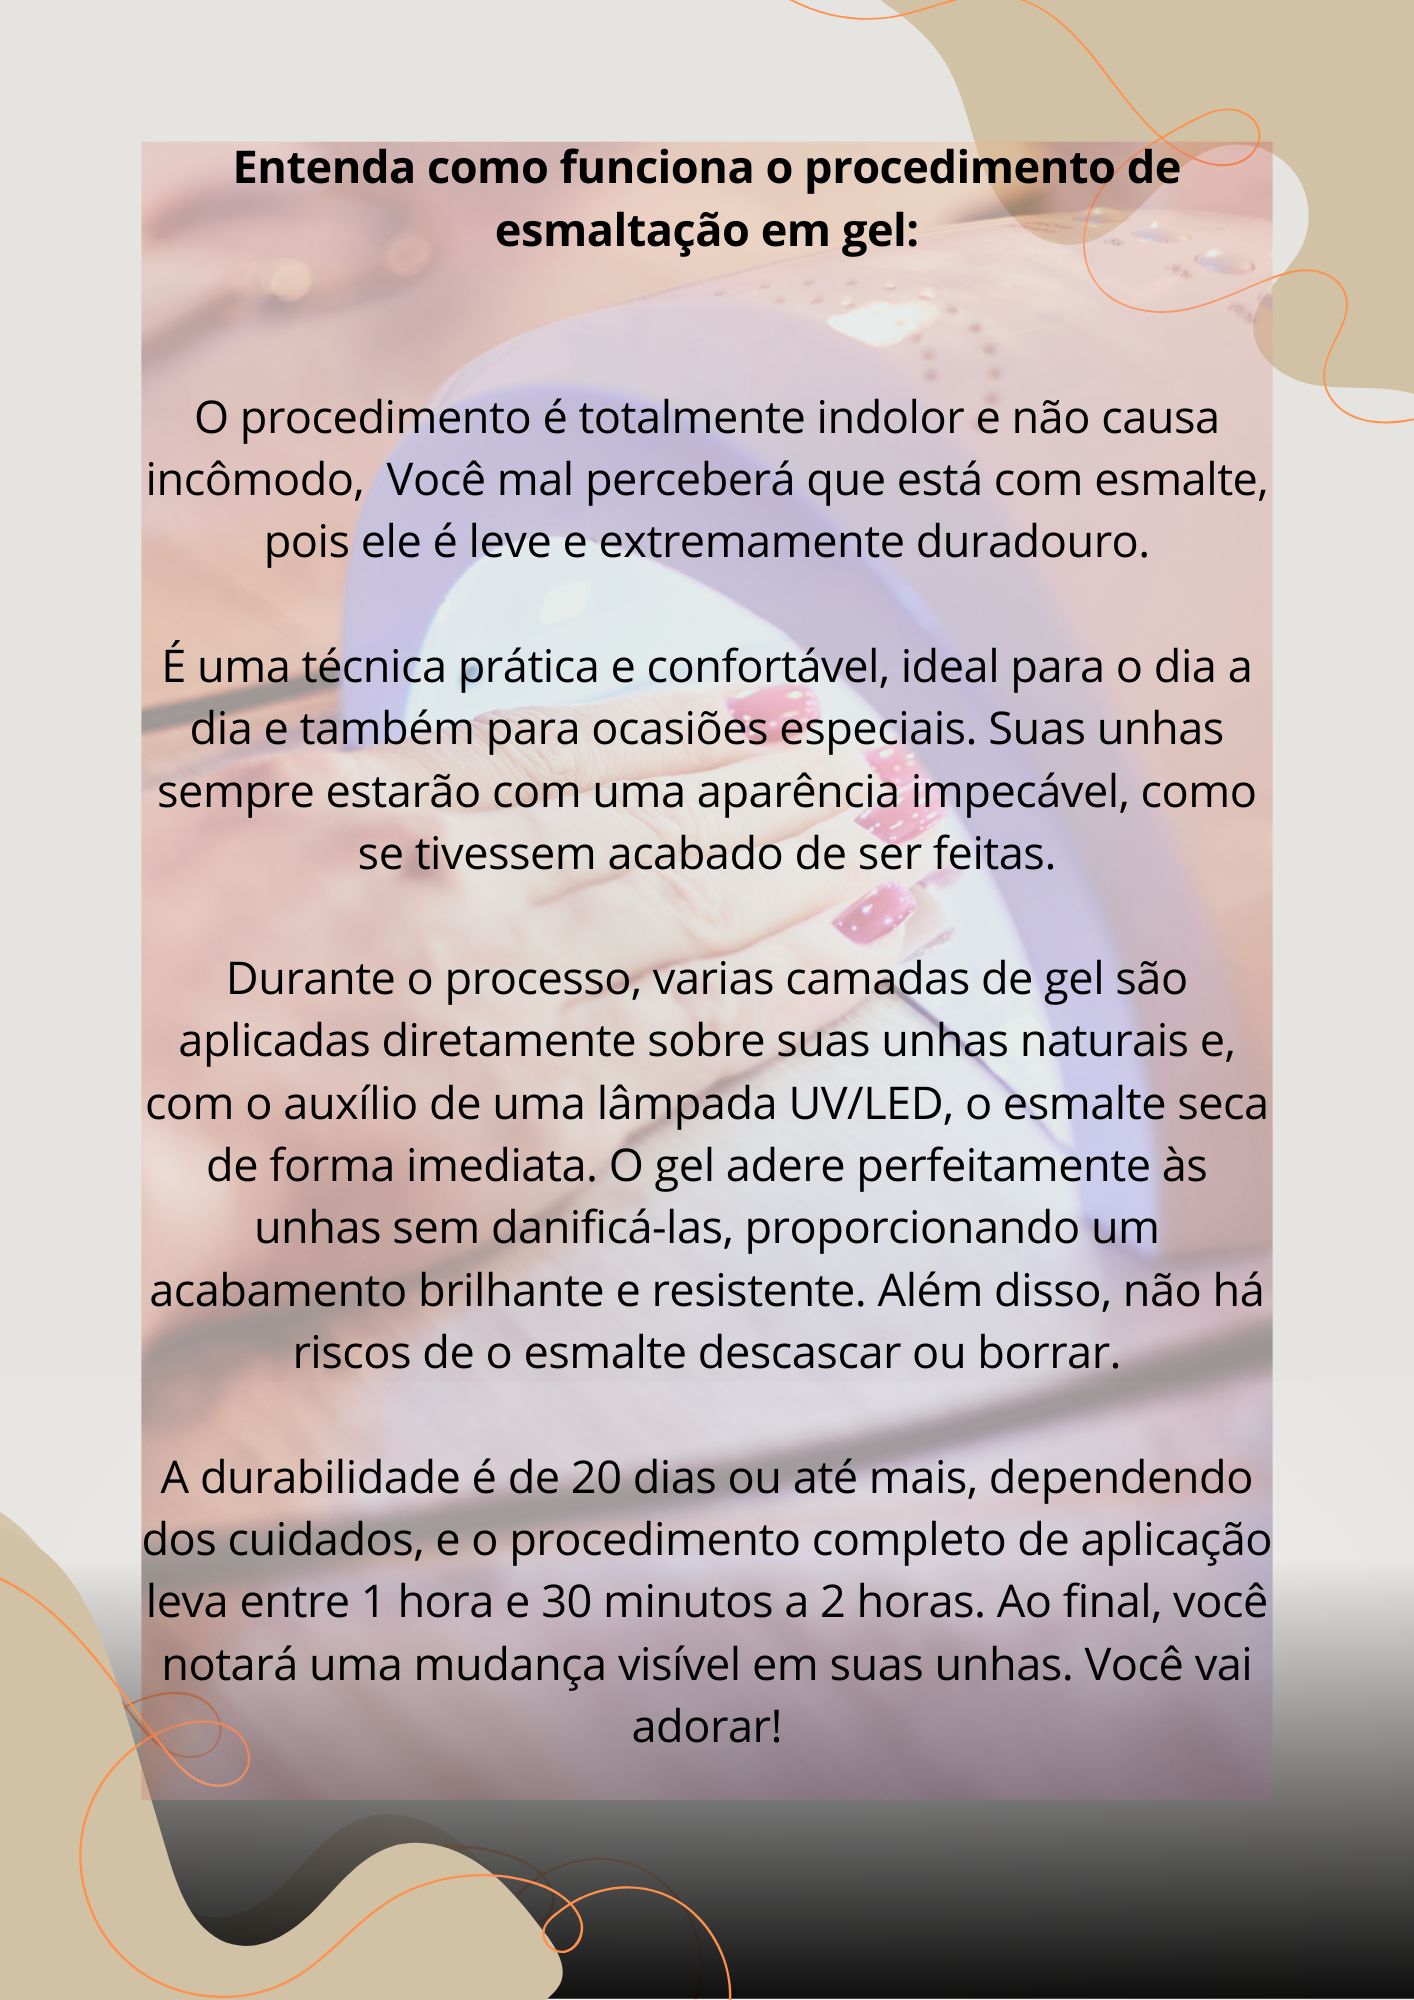 Entenda como funciona o procedimento de
esmaltação em gel:
O procedimento é totalmente indolor e não causa
incômodo,  Você mal perceberá que está com esmalte,
pois ele é leve e extremamente duradouro.
É uma técnica prática e confortável, ideal para o dia a
dia e também para ocasiões especiais. Suas unhas
sempre estarão com uma aparência impecável, como
se tivessem acabado de ser feitas.
Durante o processo, varias camadas de gel são
aplicadas diretamente sobre suas unhas naturais e,
com o auxílio de uma lâmpada UV/LED, o esmalte seca
de forma imediata. O gel adere perfeitamente às
unhas sem danificá-las, proporcionando um
acabamento brilhante e resistente. Além disso, não há
riscos de o esmalte descascar ou borrar.
A durabilidade é de 20 dias ou até mais, dependendo
dos cuidados, e o procedimento completo de aplicação
leva entre 1 hora e 30 minutos a 2 horas. Ao final, você
notará uma mudança visível em suas unhas. Você vai
adorar!